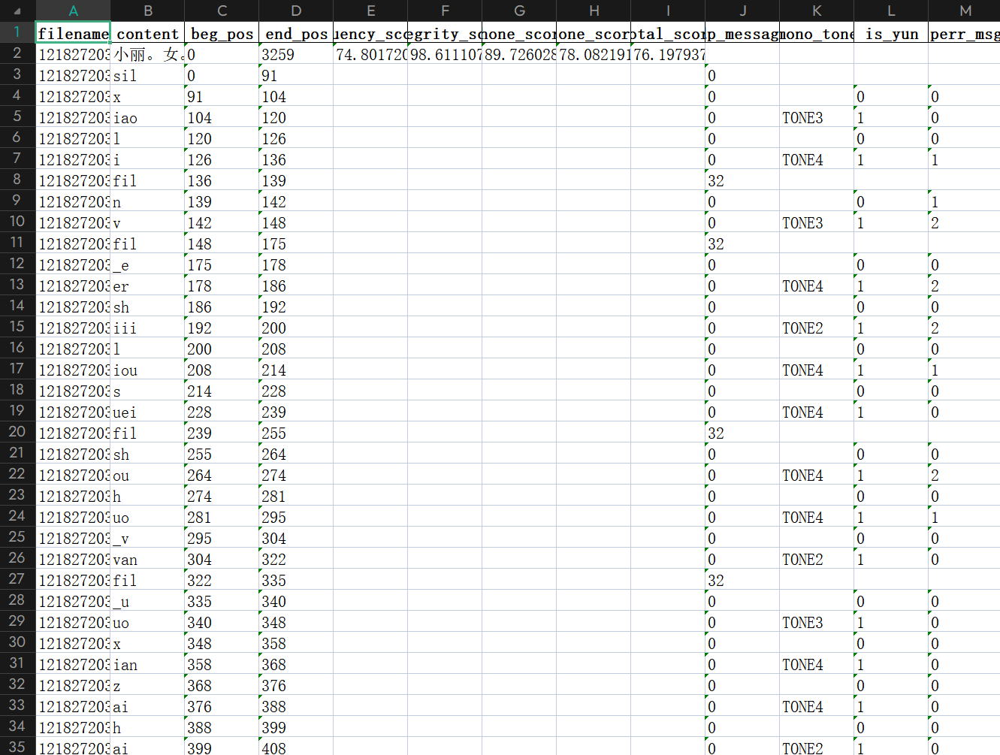 A B C D E F G H I J K L M
1 filename content beg_pos end_pos uency_sco egrity_sc hone_scor one_scor otal_scor p_messag mono_tone is_yun perr_msg
2 121827203 小丽。女。 0 3259 74.801720 98.611107 89.726028 78.082191 76.197937
3 121827203 sil 0 91 0
4 121827203 x 91 104 0 0 0
5 121827203 iao 104 120 0 TONE3 1 0
6 121827203 l 120 126 0 0 0
7 121827203 i 126 136 0 TONE4 1 1
8 121827203 fil 136 139 32
9 121827203 n 139 142 0 0 1
10 121827203 v 142 148 0 TONE3 1 2
11 121827203 fil 148 175 32
12 121827203 _e 175 178 0 0 0
13 121827203 er 178 186 0 TONE4 1 2
14 121827203 sh 186 192 0 0 0
15 121827203 iii 192 200 0 TONE2 1 2
16 121827203 l 200 208 0 0 0
17 121827203 iou 208 214 0 TONE4 1 1
18 121827203 s 214 228 0 0 0
19 121827203 uei 228 239 0 TONE4 1 0
20 121827203 fil 239 255 32
21 121827203 sh 255 264 0 0 0
22 121827203 ou 264 274 0 TONE4 1 2
23 121827203 h 274 281 0 0 0
24 121827203 uo 281 295 0 TONE4 1 1
25 121827203 _v 295 304 0 0 0
26 121827203 van 304 322 0 TONE2 1 0
27 121827203 fil 322 335 32
28 121827203 _u 335 340 0 0 0
29 121827203 uo 340 348 0 TONE3 1 0
30 121827203 x 348 358 0 0 0
31 121827203 ian 358 368 0 TONE4 1 0
32 121827203 z 368 376 0 0 0
33 121827203 ai 376 388 0 TONE4 1 0
34 121827203 h 388 399 0 0 0
35 121827203 ai 399 408 0 TONE2 1 0